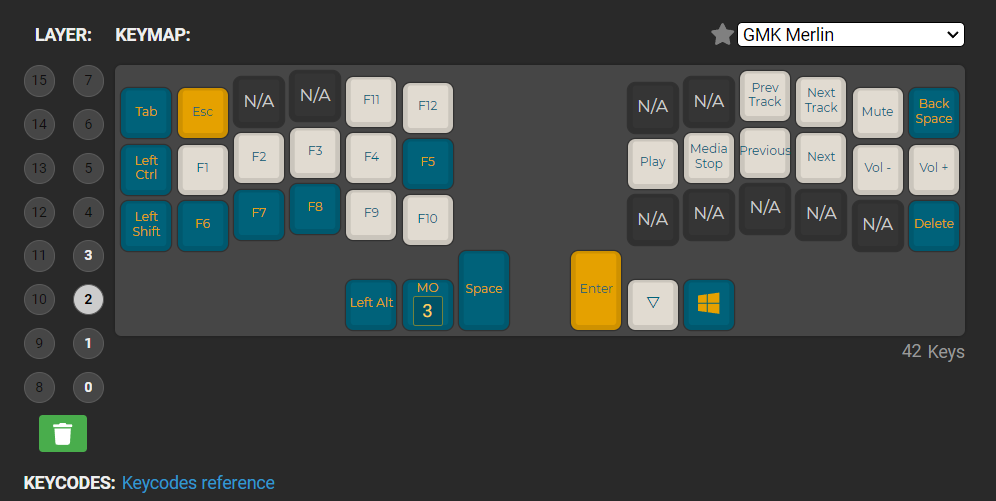 LAYER: KEYMAP: GMK Merlin
15 7
14 6
13 5
12 4
11 3
10 2
9 1
8 0
Tab Esc N/A N/A F11 F12 N/A N/A Prev Track Next Track Mute Back Space
Left Ctrl F1 F2 F3 F4 F5 Play Media Stop Previous Next Vol - Vol +
Left Shift F6 F7 F8 F9 F10 N/A N/A N/A N/A N/A Delete
Left Alt MO 3 Space Enter ▽
42 Keys
KEYCODES: Keycodes reference